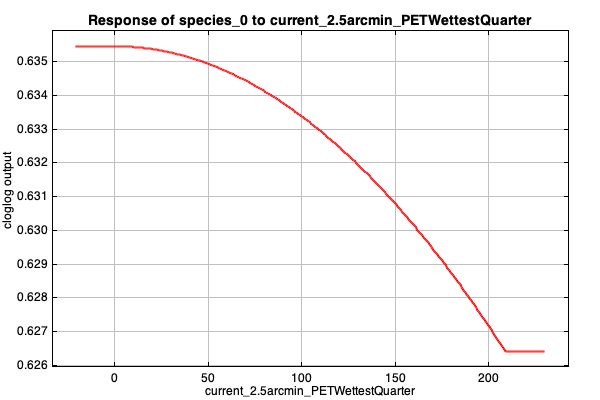 Response of species_0 to current_2.5arcmin_PETWettestQuarter
cloglog output
0.635
0.634
0.633
0.632
0.631
0.630
0.629
0.628
0.627
0.626
0 50 100 150 200
current_2.5arcmin_PETWettestQuarter